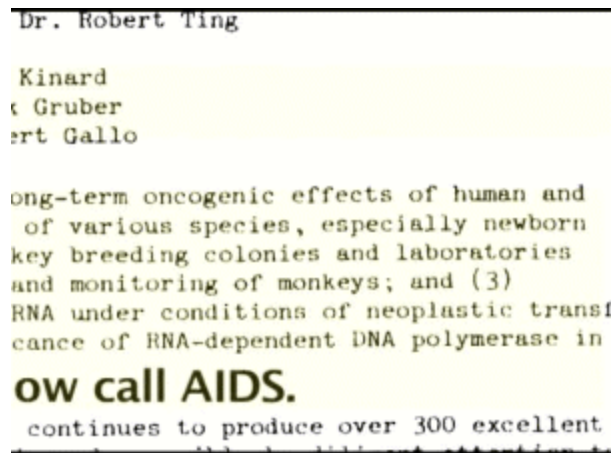 Dr. Robert Ting
Kinard
Gruber
ert Gallo
ong-term oncogenic effects of human and
of various species, especially newborn
key breeding colonies and laboratories
and monitoring of monkeys; and (3)
RNA under conditions of neoplastic transf
cance of RNA-dependent DNA polymerase in
ow call AIDS.
continues to produce over 300 excellent